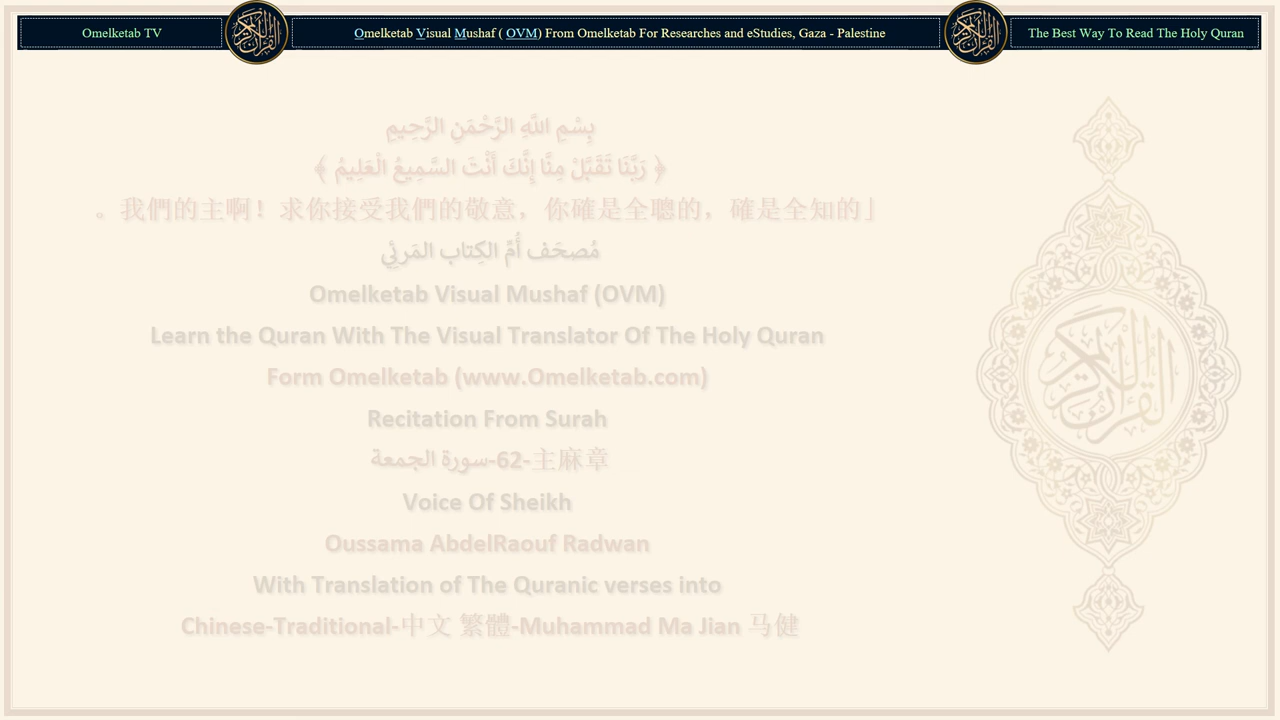 Omelketab TV
Omelketab Visual Mushaf ( OVM) From Omelketab For Researches and eStudies, Gaza - Palestine
The Best Way To Read The Holy Quran
بِسْمِ اللَّهِ الرَّحْمَنِ الرَّحِيمِ
﴿ رَبَّنَا تَقَبَّلْ مِنَّا إِنَّكَ أَنْتَ السَّمِيعُ الْعَلِيمُ ﴾
。我們的主啊！求你接受我們的敬意，你確是全聰的，確是全知的」
مُصحَف أُمِّ الكِتاب المَرئِي
Omelketab Visual Mushaf (OVM)
Learn the Quran With The Visual Translator Of The Holy Quran
Form Omelketab (www.Omelketab.com)
Recitation From Surah
سورة الجمعة-62-主麻章
Voice Of Sheikh
Oussama AbdelRaouf Radwan
With Translation of The Quranic verses into
Chinese-Traditional-中文 繁體-Muhammad Ma Jian 马健
القرآن الكريم